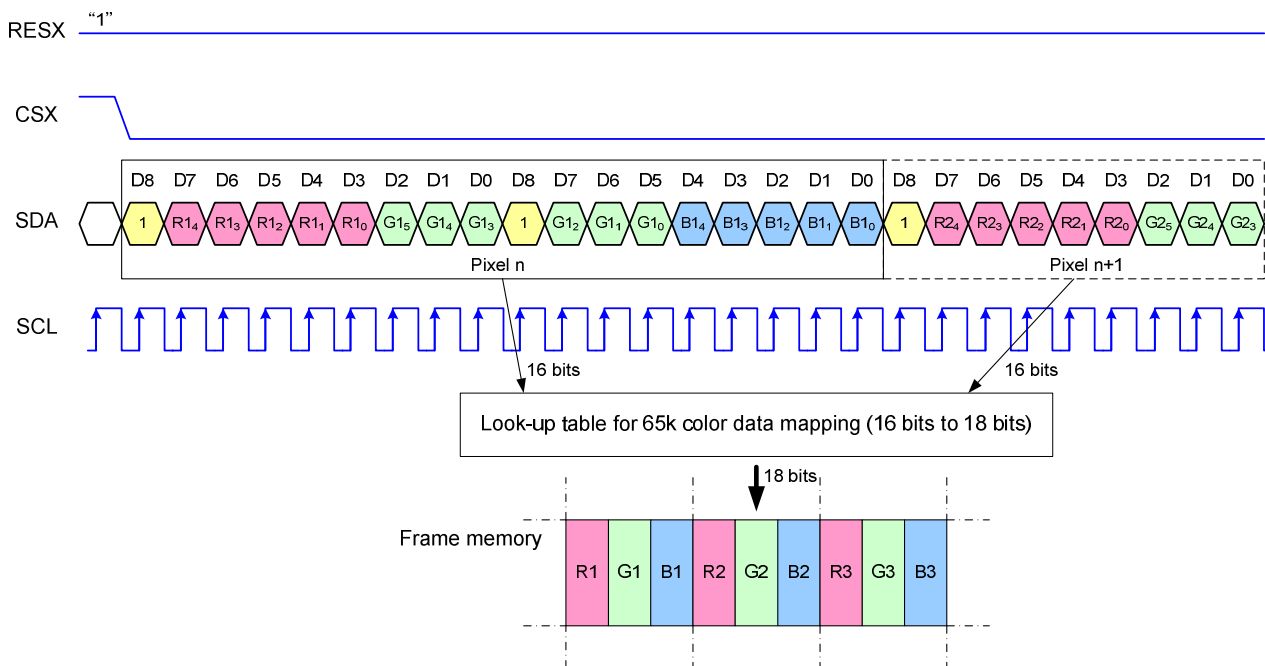 RESX "1"
CSX
D8 D7 D6 D5 D4 D3 D2 D1 D0 D8 D7 D6 D5 D4 D3 D2 D1 D0 D8 D7 D6 D5 D4 D3 D2 D1 D0
SDA 1 R1₄ R1₃ R1₂ R1₁ R1₀ G1₅ G1₄ G1₃ 1 G1₂ G1₁ G1₀ B1₄ B1₃ B1₂ B1₁ B1₀ 1 R2₄ R2₃ R2₂ R2₁ R2₀ G2₅ G2₄ G2₃
Pixel n Pixel n+1
SCL
16 bits 16 bits
Look-up table for 65k color data mapping (16 bits to 18 bits)
18 bits
Frame memory
R1 G1 B1 R2 G2 B2 R3 G3 B3